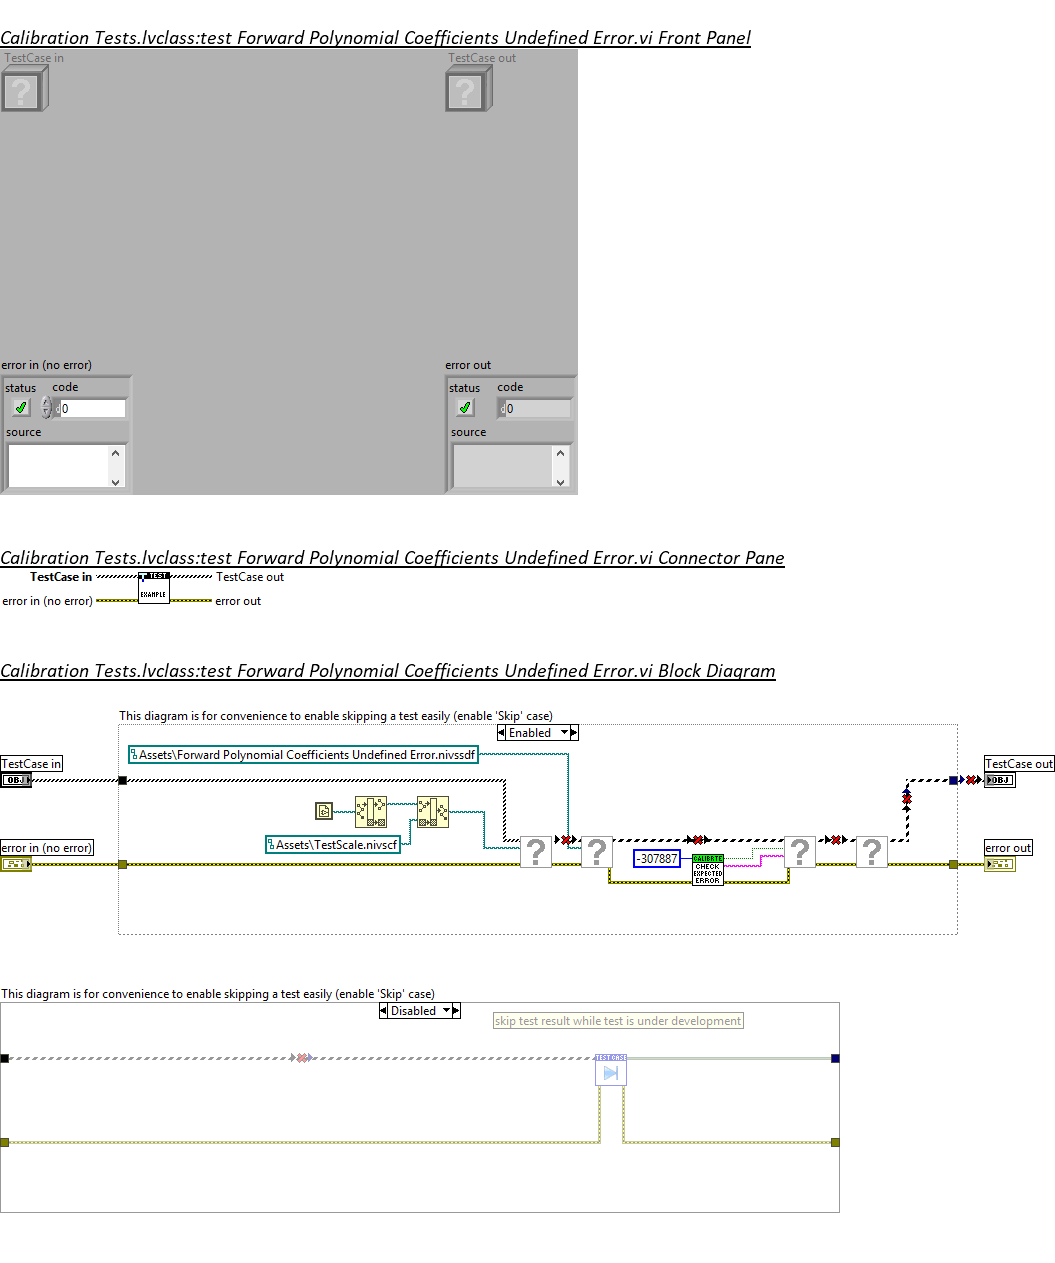 Calibration Tests.lvclass:test Forward Polynomial Coefficients Undefined Error.vi Front Panel
TestCase in
TestCase out
?
?
error in (no error)
error out
status
code
status
code
d
0
d
0
source
source
Calibration Tests.lvclass:test Forward Polynomial Coefficients Undefined Error.vi Connector Pane
TestCase in
TEST
TestCase out
error in (no error)
EXAMPLE
error out
Calibration Tests.lvclass:test Forward Polynomial Coefficients Undefined Error.vi Block Diagram
This diagram is for convenience to enable skipping a test easily (enable 'Skip' case)
Enabled
Assets\Forward Polynomial Coefficients Undefined Error.nivssdf
TestCase in
TestCase out
OBJ
OBJ
Assets\TestScale.nivscf
error in (no error)
error out
?
?
?
?
-307887
CALIBRTE
CHECK
EXPECTED
ERROR
This diagram is for convenience to enable skipping a test easily (enable 'Skip' case)
Disabled
skip test result while test is under development
TEST CASE